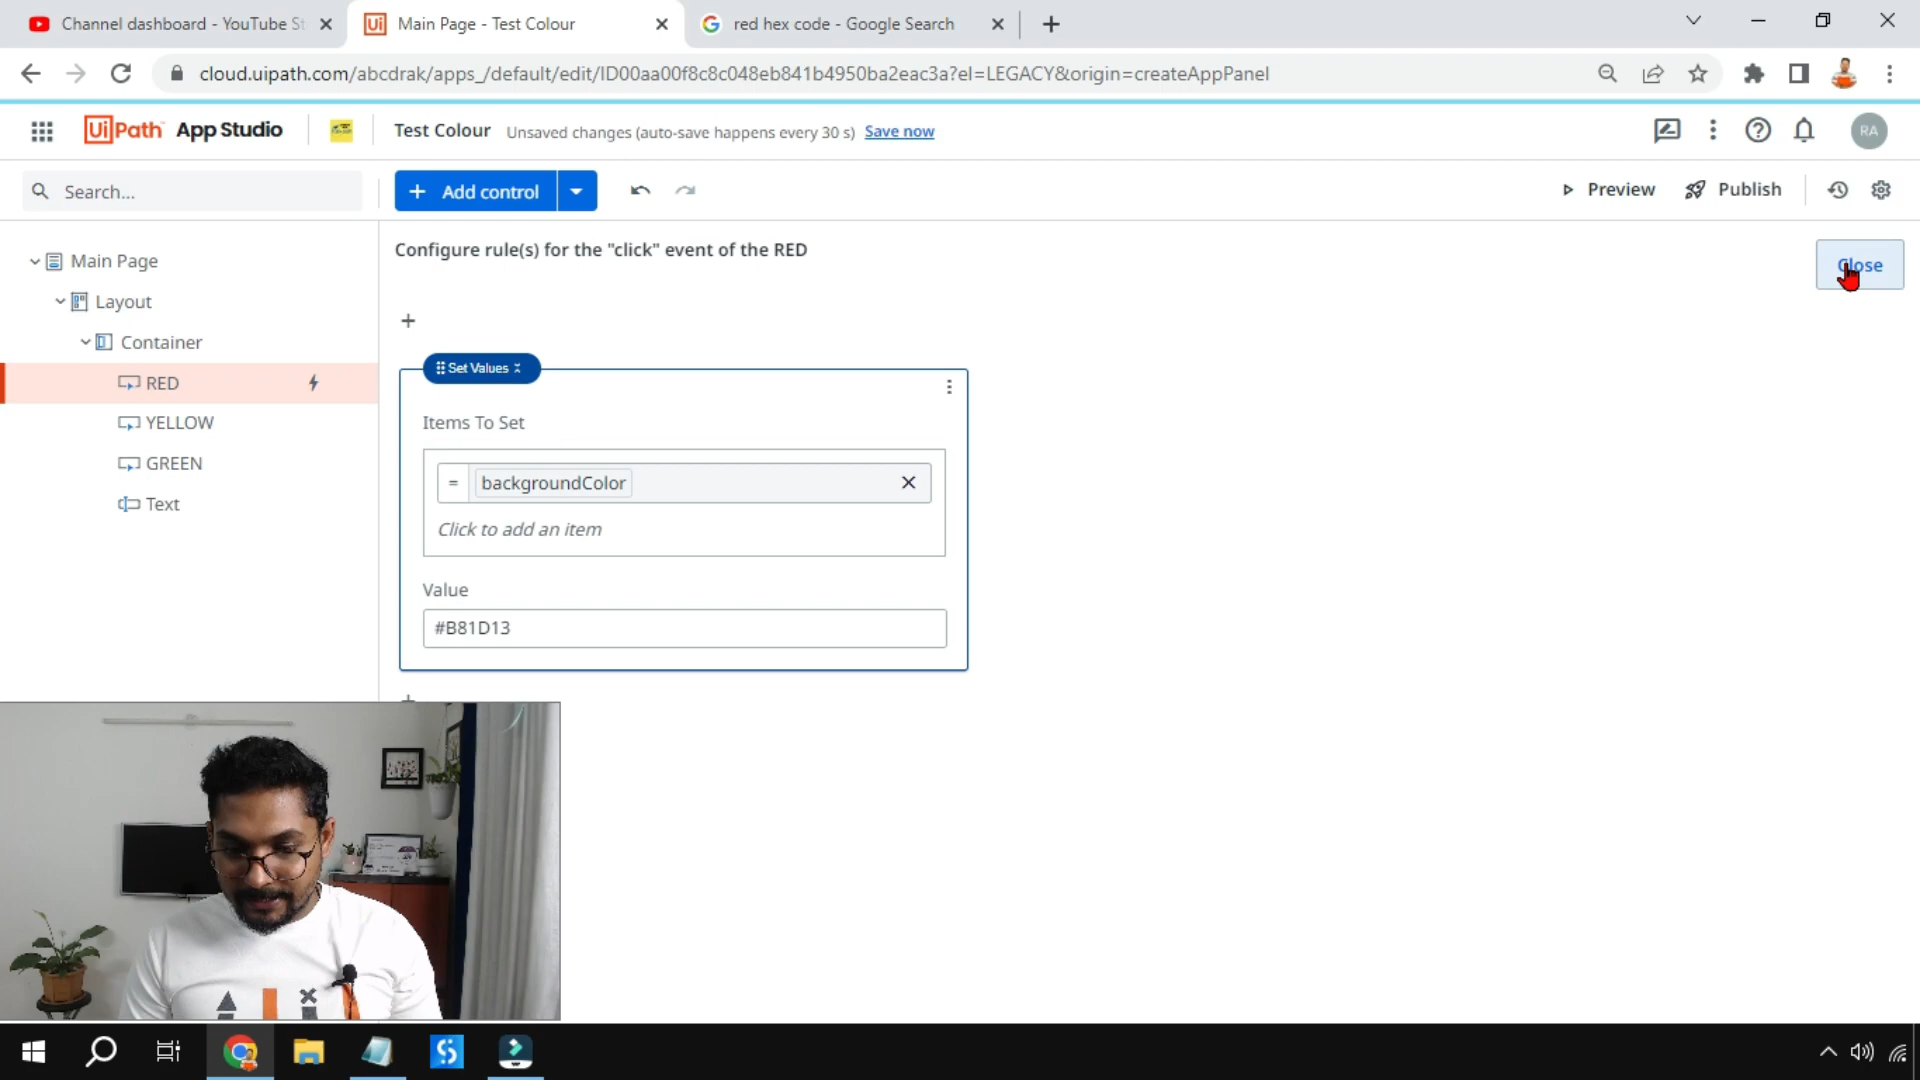 Channel dashboard - YouTube St
Main Page - Test Colour
red hex code - Google Search
cloud.uipath.com/abcdrak/apps_/default/edit/ID00aa00f8c8c048eb841b4950ba2eac3a?el=LEGACY&origin=createAppPanel
UiPath App Studio
Test Colour
Unsaved changes (auto-save happens every 30 s) Save now
RA
Search...
+ Add control
Preview
Publish
Main Page
Layout
Container
RED
YELLOW
GREEN
Text
Configure rule(s) for the "click" event of the RED
Close
+
Set Values
Items To Set
= backgroundColor
Click to add an item
Value
#B81D13